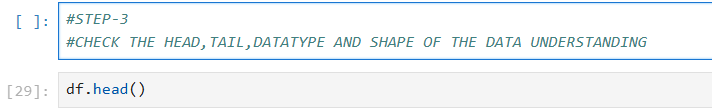 [ ]: #STEP-3
#CHECK THE HEAD,TAIL,DATATYPE AND SHAPE OF THE DATA UNDERSTANDING
[29]: df.head()